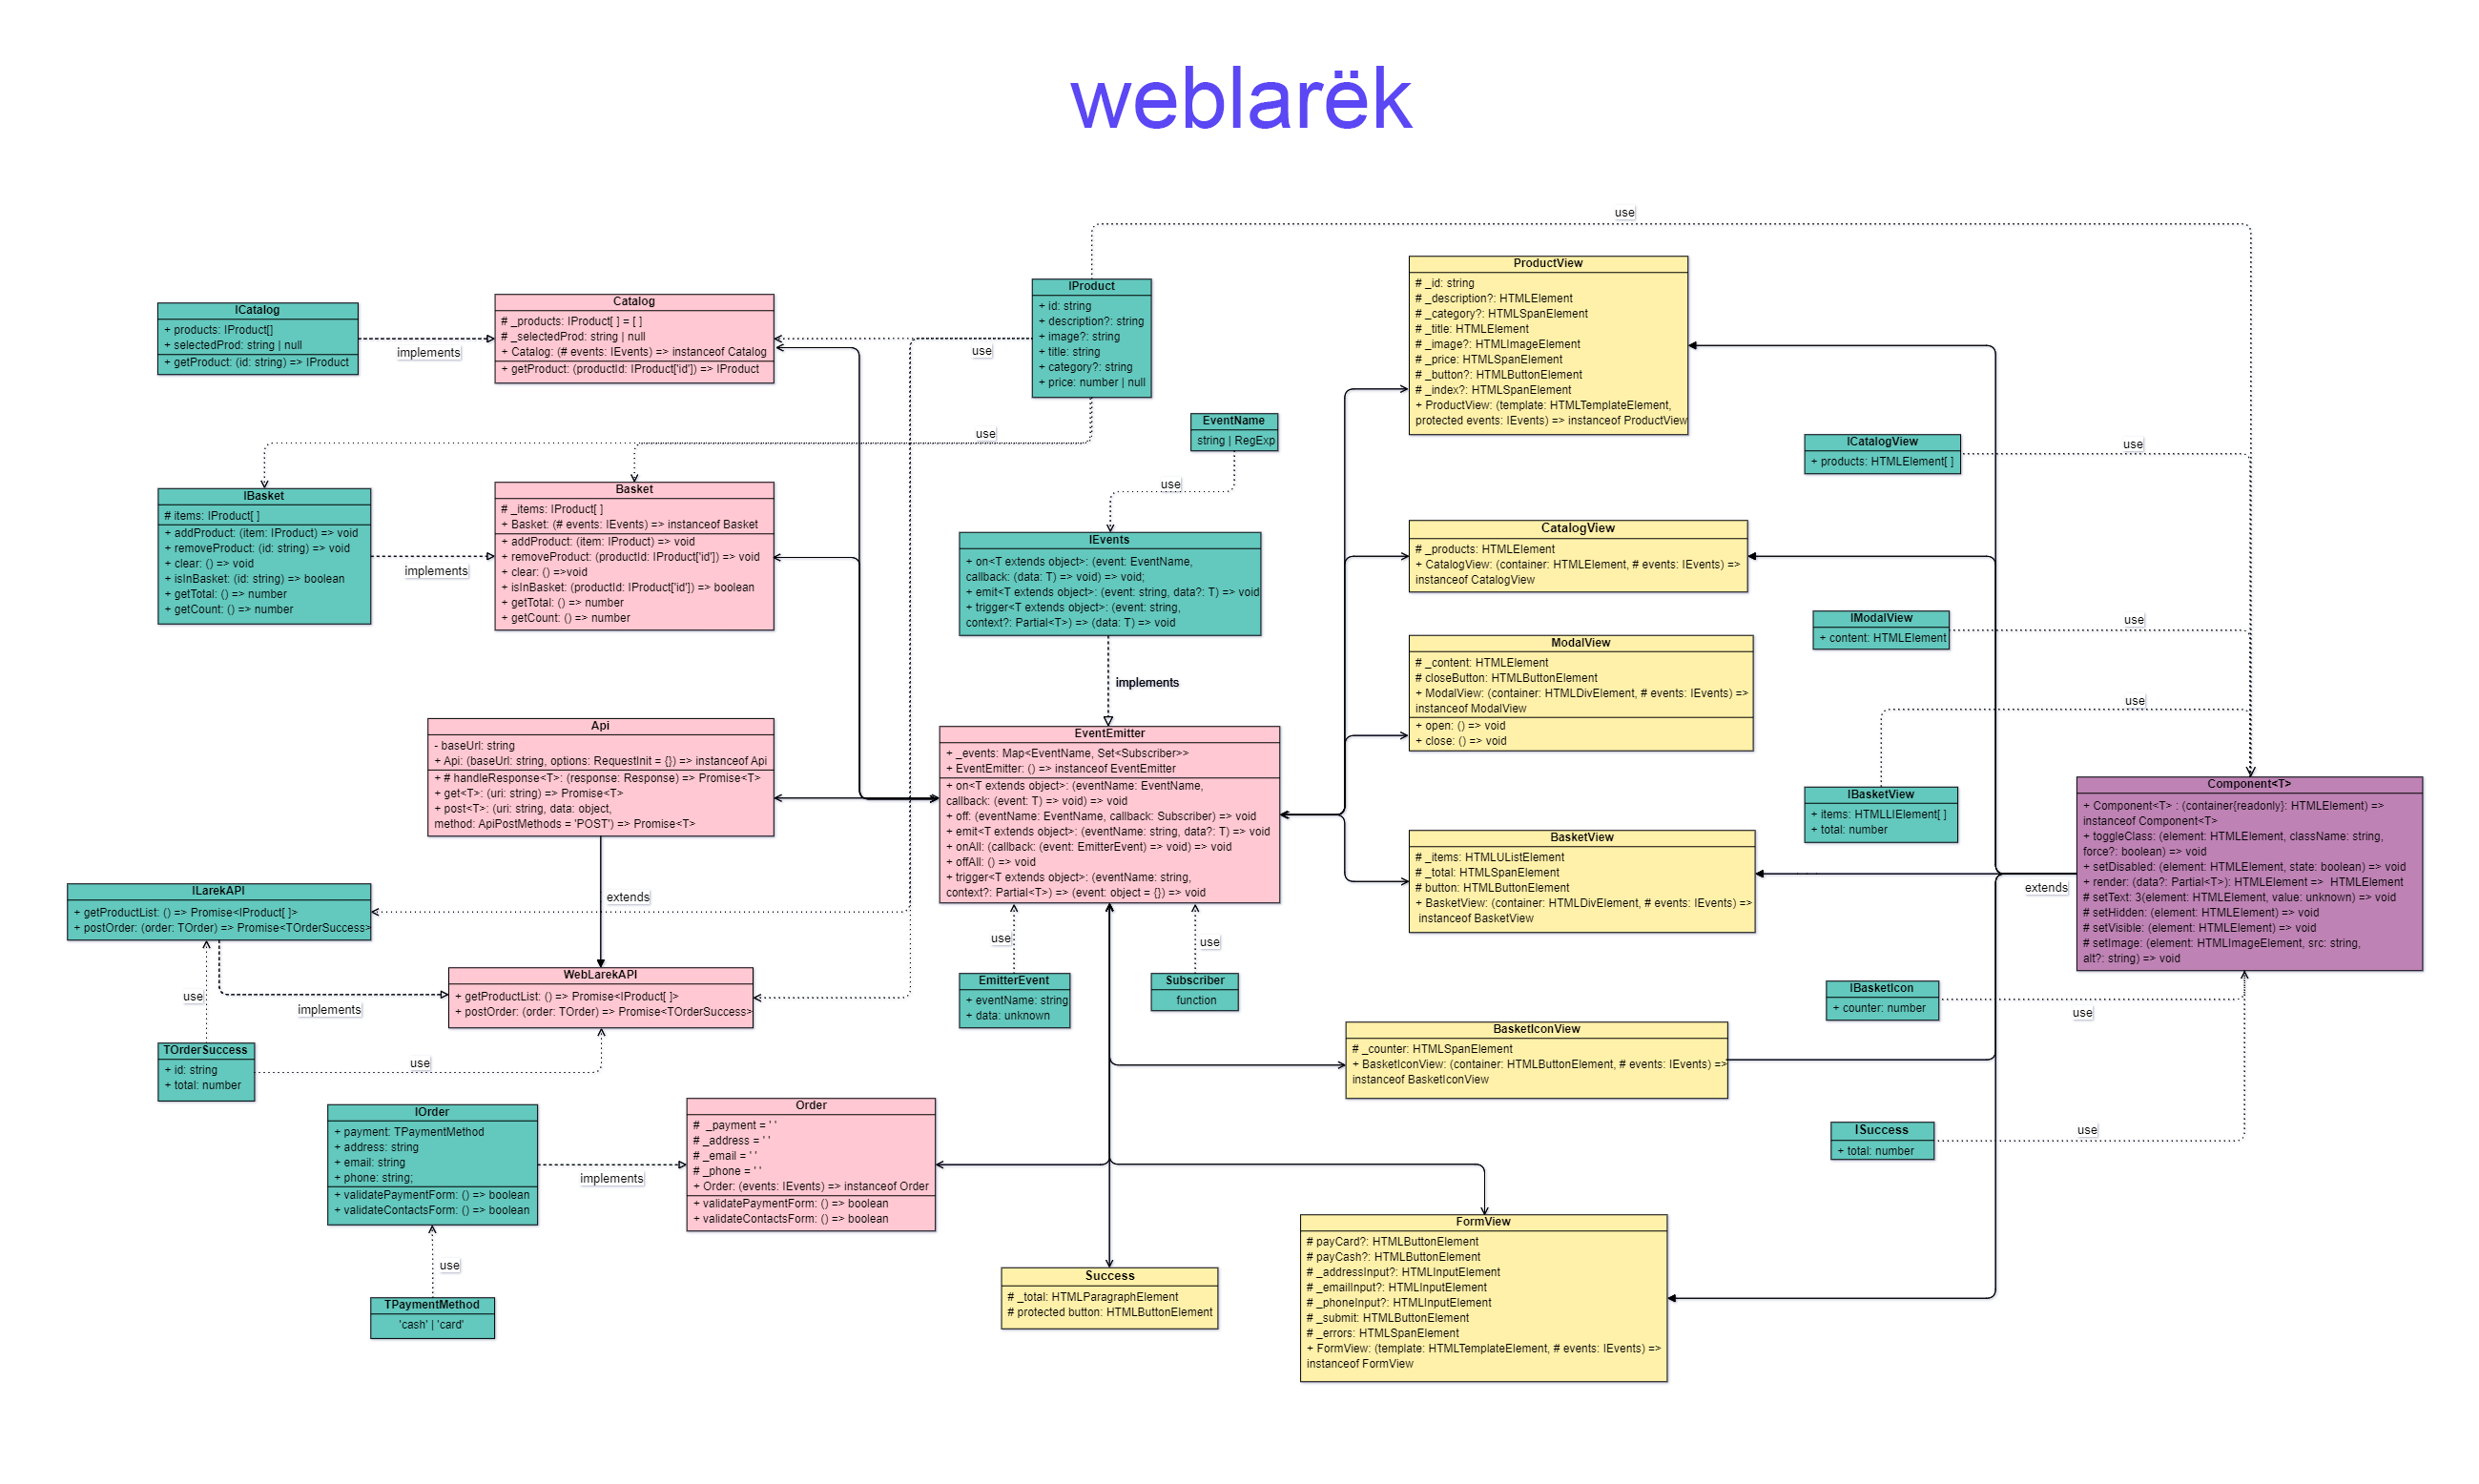 weblarëk
use
ICatalog
+ products: IProduct[]
+ selectedProd: string | null
+ getProduct: (id: string) => IProduct
implements
Catalog
# _products: IProduct[ ] = [ ]
# _selectedProd: string | null
+ Catalog: (# events: IEvents) => instanceof Catalog
+ getProduct: (productId: IProduct['id']) => IProduct
use
IProduct
+ id: string
+ description?: string
+ image?: string
+ title: string
+ category?: string
+ price: number | null
use
EventName
string | RegExp
use
IBasket
# items: IProduct[ ]
+ addProduct: (item: IProduct) => void
+ removeProduct: (id: string) => void
+ clear: () => void
+ isInBasket: (id: string) => boolean
+ getTotal: () => number
+ getCount: () => number
implements
Basket
# _items: IProduct[ ]
+ Basket: (# events: IEvents) => instanceof Basket
+ addProduct: (item: IProduct) => void
+ removeProduct: (productId: IProduct['id']) => void
+ clear: () =>void
+ isInBasket: (productId: IProduct['id']) => boolean
+ getTotal: () => number
+ getCount: () => number
IEvents
+ on<T extends object>: (event: EventName,
callback: (data: T) => void) => void;
+ emit<T extends object>: (event: string, data?: T) => void
+ trigger<T extends object>: (event: string,
context?: Partial<T>) => (data: T) => void
implements
Api
- baseUrl: string
+ Api: (baseUrl: string, options: RequestInit = {}) => instanceof Api
+ # handleResponse<T>: (response: Response) => Promise<T>
+ get<T>: (uri: string) => Promise<T>
+ post<T>: (uri: string, data: object,
method: ApiPostMethods = 'POST') => Promise<T>
extends
EventEmitter
+ _events: Map<EventName, Set<Subscriber>>
+ EventEmitter: () => instanceof EventEmitter
+ on<T extends object>: (eventName: EventName,
callback: (event: T) => void) => void
+ off: (eventName: EventName, callback: Subscriber) => void
+ emit<T extends object>: (eventName: string, data?: T) => void
+ onAll: (callback: (event: EmitterEvent) => void) => void
+ offAll: () => void
+ trigger<T extends object>: (eventName: string,
context?: Partial<T>) => (event: object = {}) => void
use
use
EmitterEvent
+ eventName: string
+ data: unknown
Subscriber
function
ILarekAPI
+ getProductList: () => Promise<IProduct[ ]>
+ postOrder: (order: TOrder) => Promise<TOrderSuccess>
use
implements
WebLarekAPI
+ getProductList: () => Promise<IProduct[ ]>
+ postOrder: (order: TOrder) => Promise<TOrderSuccess>
TOrderSuccess
+ id: string
+ total: number
use
IOrder
+ payment: TPaymentMethod
+ address: string
+ email: string
+ phone: string;
+ validatePaymentForm: () => boolean
+ validateContactsForm: () => boolean
implements
use
TPaymentMethod
'cash' | 'card'
Order
# _payment = ' '
# _address = ' '
# _email = ' '
# _phone = ' '
+ Order: (events: IEvents) => instanceof Order
+ validatePaymentForm: () => boolean
+ validateContactsForm: () => boolean
Success
# _total: HTMLParagraphElement
# protected button: HTMLButtonElement
ProductView
# _id: string
# _description?: HTMLElement
# _category?: HTMLSpanElement
# _title: HTMLElement
# _image?: HTMLImageElement
# _price: HTMLSpanElement
# _button?: HTMLButtonElement
# _index?: HTMLSpanElement
+ ProductView: (template: HTMLTemplateElement,
protected events: IEvents) => instanceof ProductView
ICatalogView
+ products: HTMLElement[ ]
use
CatalogView
# _products: HTMLElement
+ CatalogView: (container: HTMLElement, # events: IEvents) =>
instanceof CatalogView
IModalView
+ content: HTMLElement
use
ModalView
# _content: HTMLElement
# closeButton: HTMLButtonElement
+ ModalView: (container: HTMLDivElement, # events: IEvents) =>
instanceof ModalView
+ open: () => void
+ close: () => void
use
IBasketView
+ items: HTMLLIElement[ ]
+ total: number
BasketView
# _items: HTMLUListElement
# _total: HTMLSpanElement
# button: HTMLButtonElement
+ BasketView: (container: HTMLDivElement, # events: IEvents) =>
instanceof BasketView
extends
Component<T>
+ Component<T> : (container{readonly}: HTMLElement) =>
instanceof Component<T>
+ toggleClass: (element: HTMLElement, className: string,
force?: boolean) => void
+ setDisabled: (element: HTMLElement, state: boolean) => void
+ render: (data?: Partial<T>): HTMLElement => HTMLElement
# setText: 3(element: HTMLElement, value: unknown) => void
# setHidden: (element: HTMLElement) => void
# setVisible: (element: HTMLElement) => void
# setImage: (element: HTMLImageElement, src: string,
alt?: string) => void
IBasketIcon
+ counter: number
use
BasketIconView
# _counter: HTMLSpanElement
+ BasketIconView: (container: HTMLButtonElement, # events: IEvents) =>
instanceof BasketIconView
ISuccess
+ total: number
use
FormView
# payCard?: HTMLButtonElement
# payCash?: HTMLButtonElement
# _addressInput?: HTMLInputElement
# _emailInput?: HTMLInputElement
# _phoneInput?: HTMLInputElement
# _submit: HTMLButtonElement
# _errors: HTMLSpanElement
+ FormView: (template: HTMLTemplateElement, # events: IEvents) =>
instanceof FormView